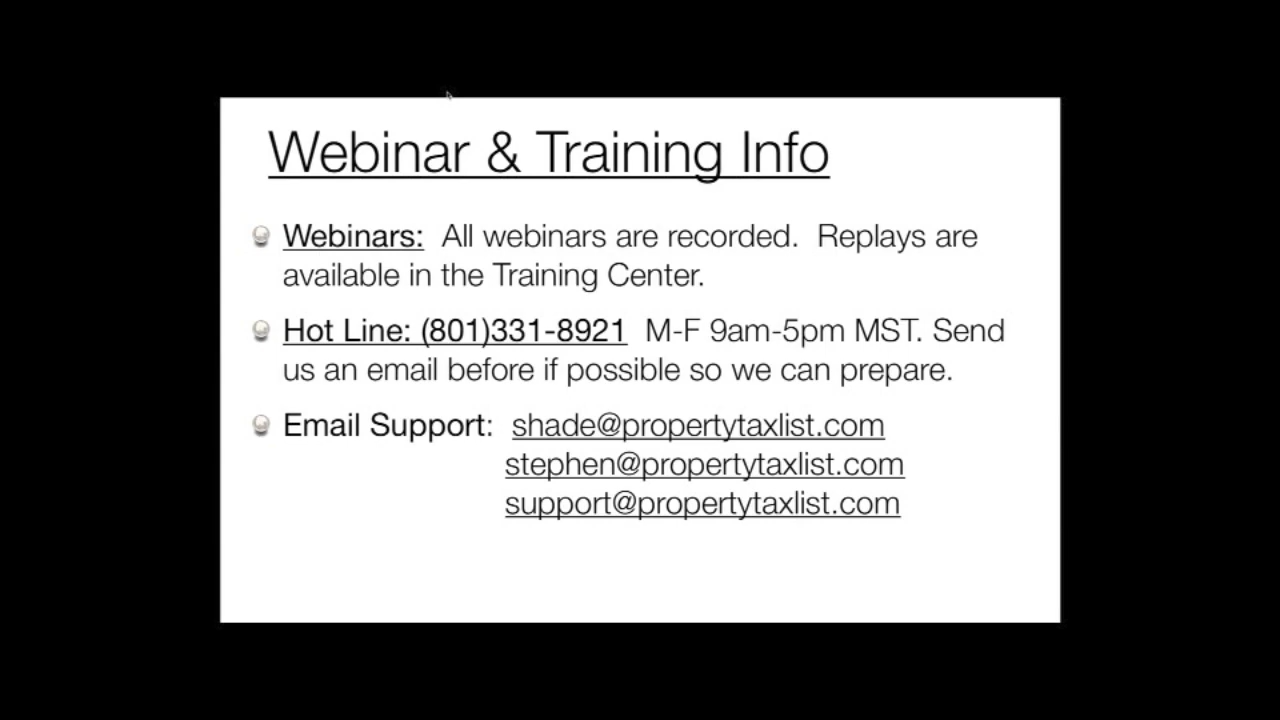 Webinar & Training Info
Webinars: All webinars are recorded. Replays are
available in the Training Center.
Hot Line: (801)331-8921 M-F 9am-5pm MST. Send
us an email before if possible so we can prepare.
Email Support: shade@propertytaxlist.com
stephen@propertytaxlist.com
support@propertytaxlist.com